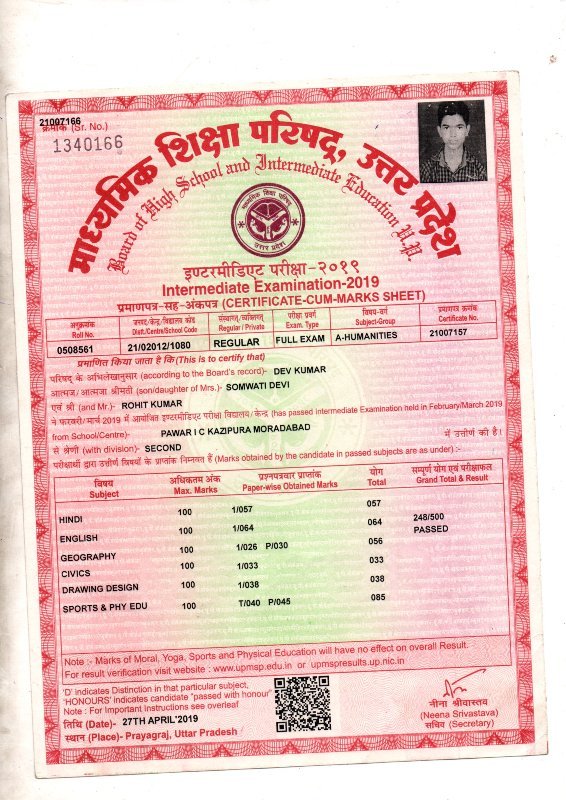 21007166
क्रमांक (Sr. No.)
1340166
माध्यमिक शिक्षा परिषद्, उत्तर प्रदेश
Board of High School and Intermediate Education U.P.
माध्यमिक शिक्षा परिषद
उत्तर प्रदेश
इण्टरमीडिएट परीक्षा-२०१९
Intermediate Examination-2019
प्रमाणपत्र-सह-अंकपत्र (CERTIFICATE-CUM-MARKS SHEET)
अनुक्रमांक जनपद/केन्द्र/विद्यालय कोड संस्थागत/व्यक्तिगत परीक्षा प्रवर्ग विषय-वर्ग प्रमाणपत्र क्रमांक
Roll No. Distt./Centre/School Code Regular / Private Exam. Type Subject-Group Certificate No.
0508561 21/02012/1080 REGULAR FULL EXAM A-HUMANITIES 21007157
प्रमाणित किया जाता है कि (This is to certify that)
परिषद के अभिलेखानुसार (according to the Board's record)- DEV KUMAR
आत्मज/आत्मजा श्रीमती (son/daughter of Mrs.)- SOMWATI DEVI
एवं श्री (and Mr.)- ROHIT KUMAR
ने फरवरी/मार्च 2019 में आयोजित इण्टरमीडिएट परीक्षा विद्यालय/केन्द्र (has passed intermediate Examination held in February/March 2019
from School/Centre)- PAWAR I C KAZIPURA MORADABAD में उत्तीर्ण की है।
से श्रेणी (with division)- SECOND
परीक्षार्थी द्वारा उत्तीर्ण विषयों के प्राप्तांक निम्नवत हैं (Marks obtained by the candidate in passed subjects are as under) :-
विषय अधिकतम अंक प्रश्नपत्रवार प्राप्तांक योग सम्पूर्ण योग एवं परीक्षाफल
Subject Max. Marks Paper-wise Obtained Marks Total Grand Total & Result
HINDI 100 1/057 057
ENGLISH 100 1/064 064 248/500
PASSED
GEOGRAPHY 100 1/026 P/030 056
CIVICS 100 1/033 033
DRAWING DESIGN 100 1/038 038
SPORTS & PHY EDU 100 T/040 P/045 085
Note :- Marks of Moral, Yoga, Sports and Physical Education will have no effect on overall Result.
For result verification visit website : www.upmsp.edu.in or upmspresults.up.nic.in
'D' indicates Distinction in that particular subject,
'HONOURS' indicates candidate "passed with honour"
Note : For Important Instructions see overleaf
तिथि (Date)- 27TH APRIL'2019
स्थान (Place)- Prayagraj, Uttar Pradesh
नीना श्रीवास्तव
(Neena Srivastava)
सचिव (Secretary)